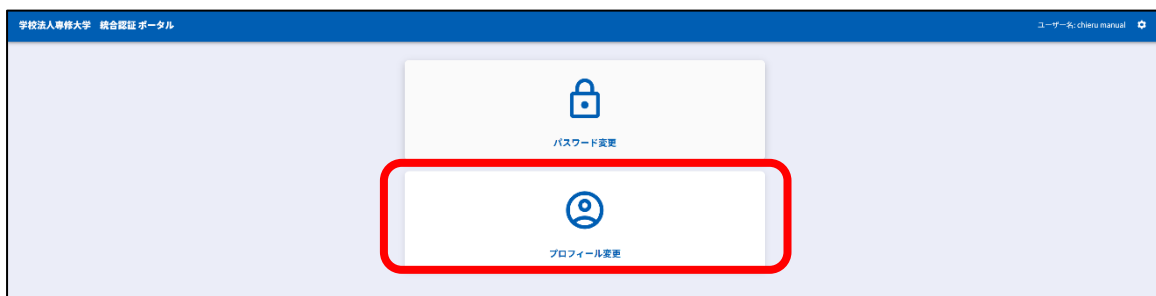 学校法人専修大学　統合認証 ポータル
ユーザー名: chieru manual
パスワード変更
プロフィール変更